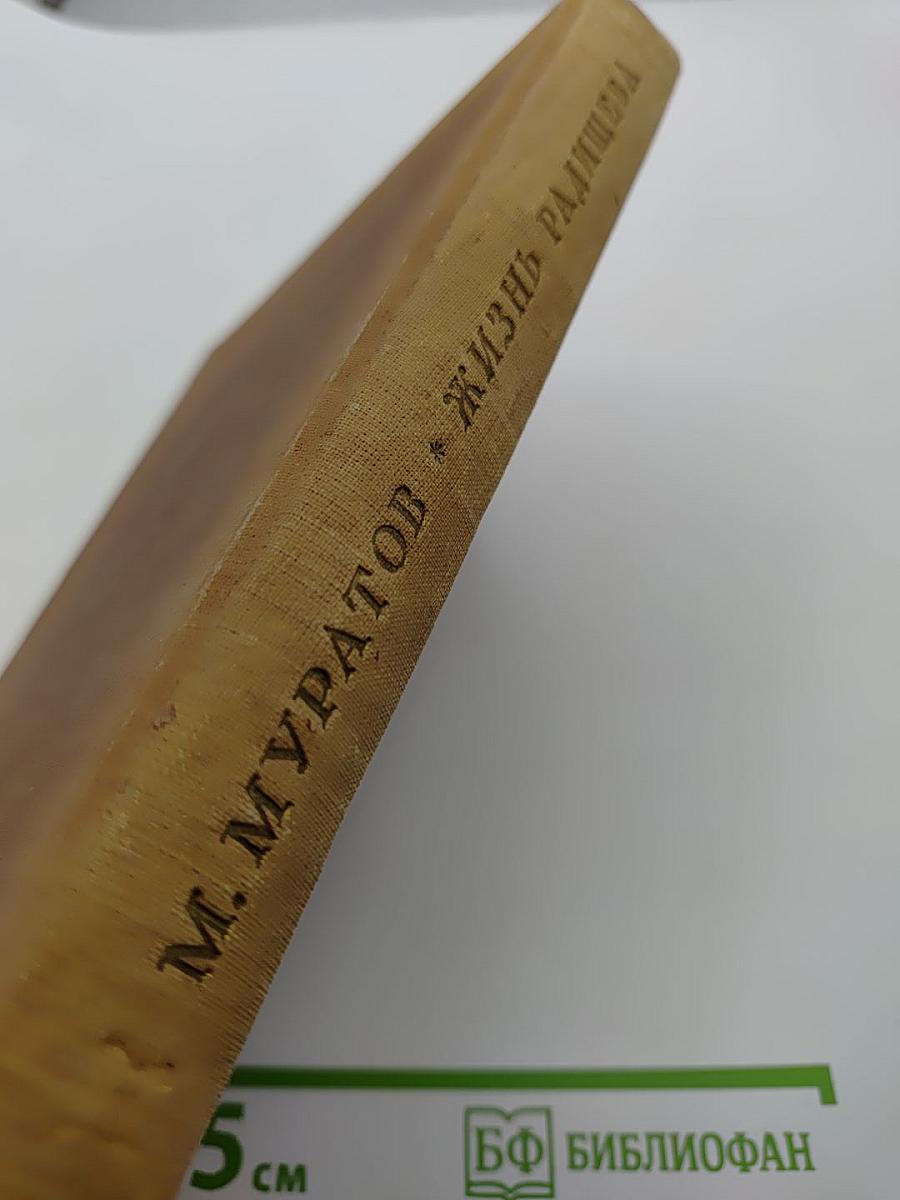 М. МУРАТОВ * ЖИЗНЬ РАДИЩЕВА
5 см
БФ БИБЛИОФАН